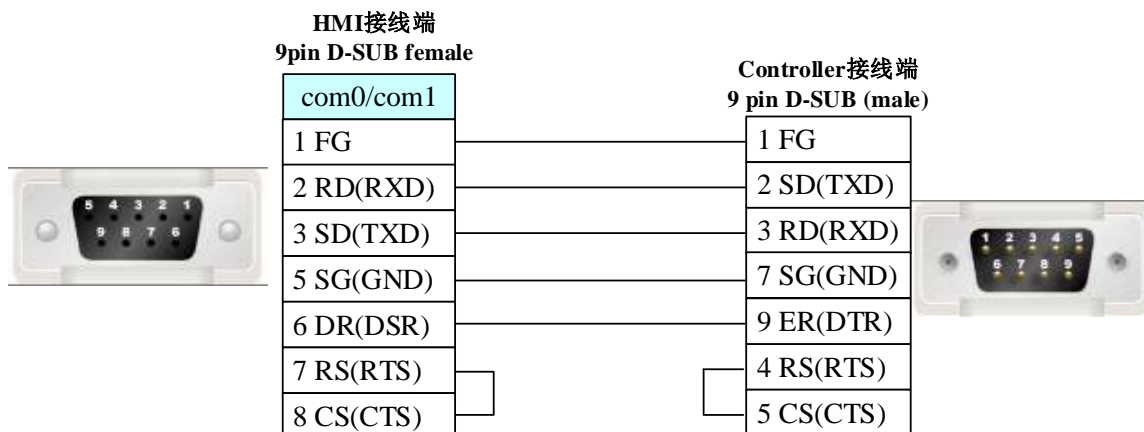 HMI接线端
9pin D-SUB female
com0/com1
1 FG
2 RD(RXD)
3 SD(TXD)
5 SG(GND)
6 DR(DSR)
7 RS(RTS)
8 CS(CTS)
5 4 3 2 1
9 8 7 6
Controller接线端
9 pin D-SUB (male)
1 FG
2 SD(TXD)
3 RD(RXD)
7 SG(GND)
9 ER(DTR)
4 RS(RTS)
5 CS(CTS)
1 2 3 4 5
6 7 8 9